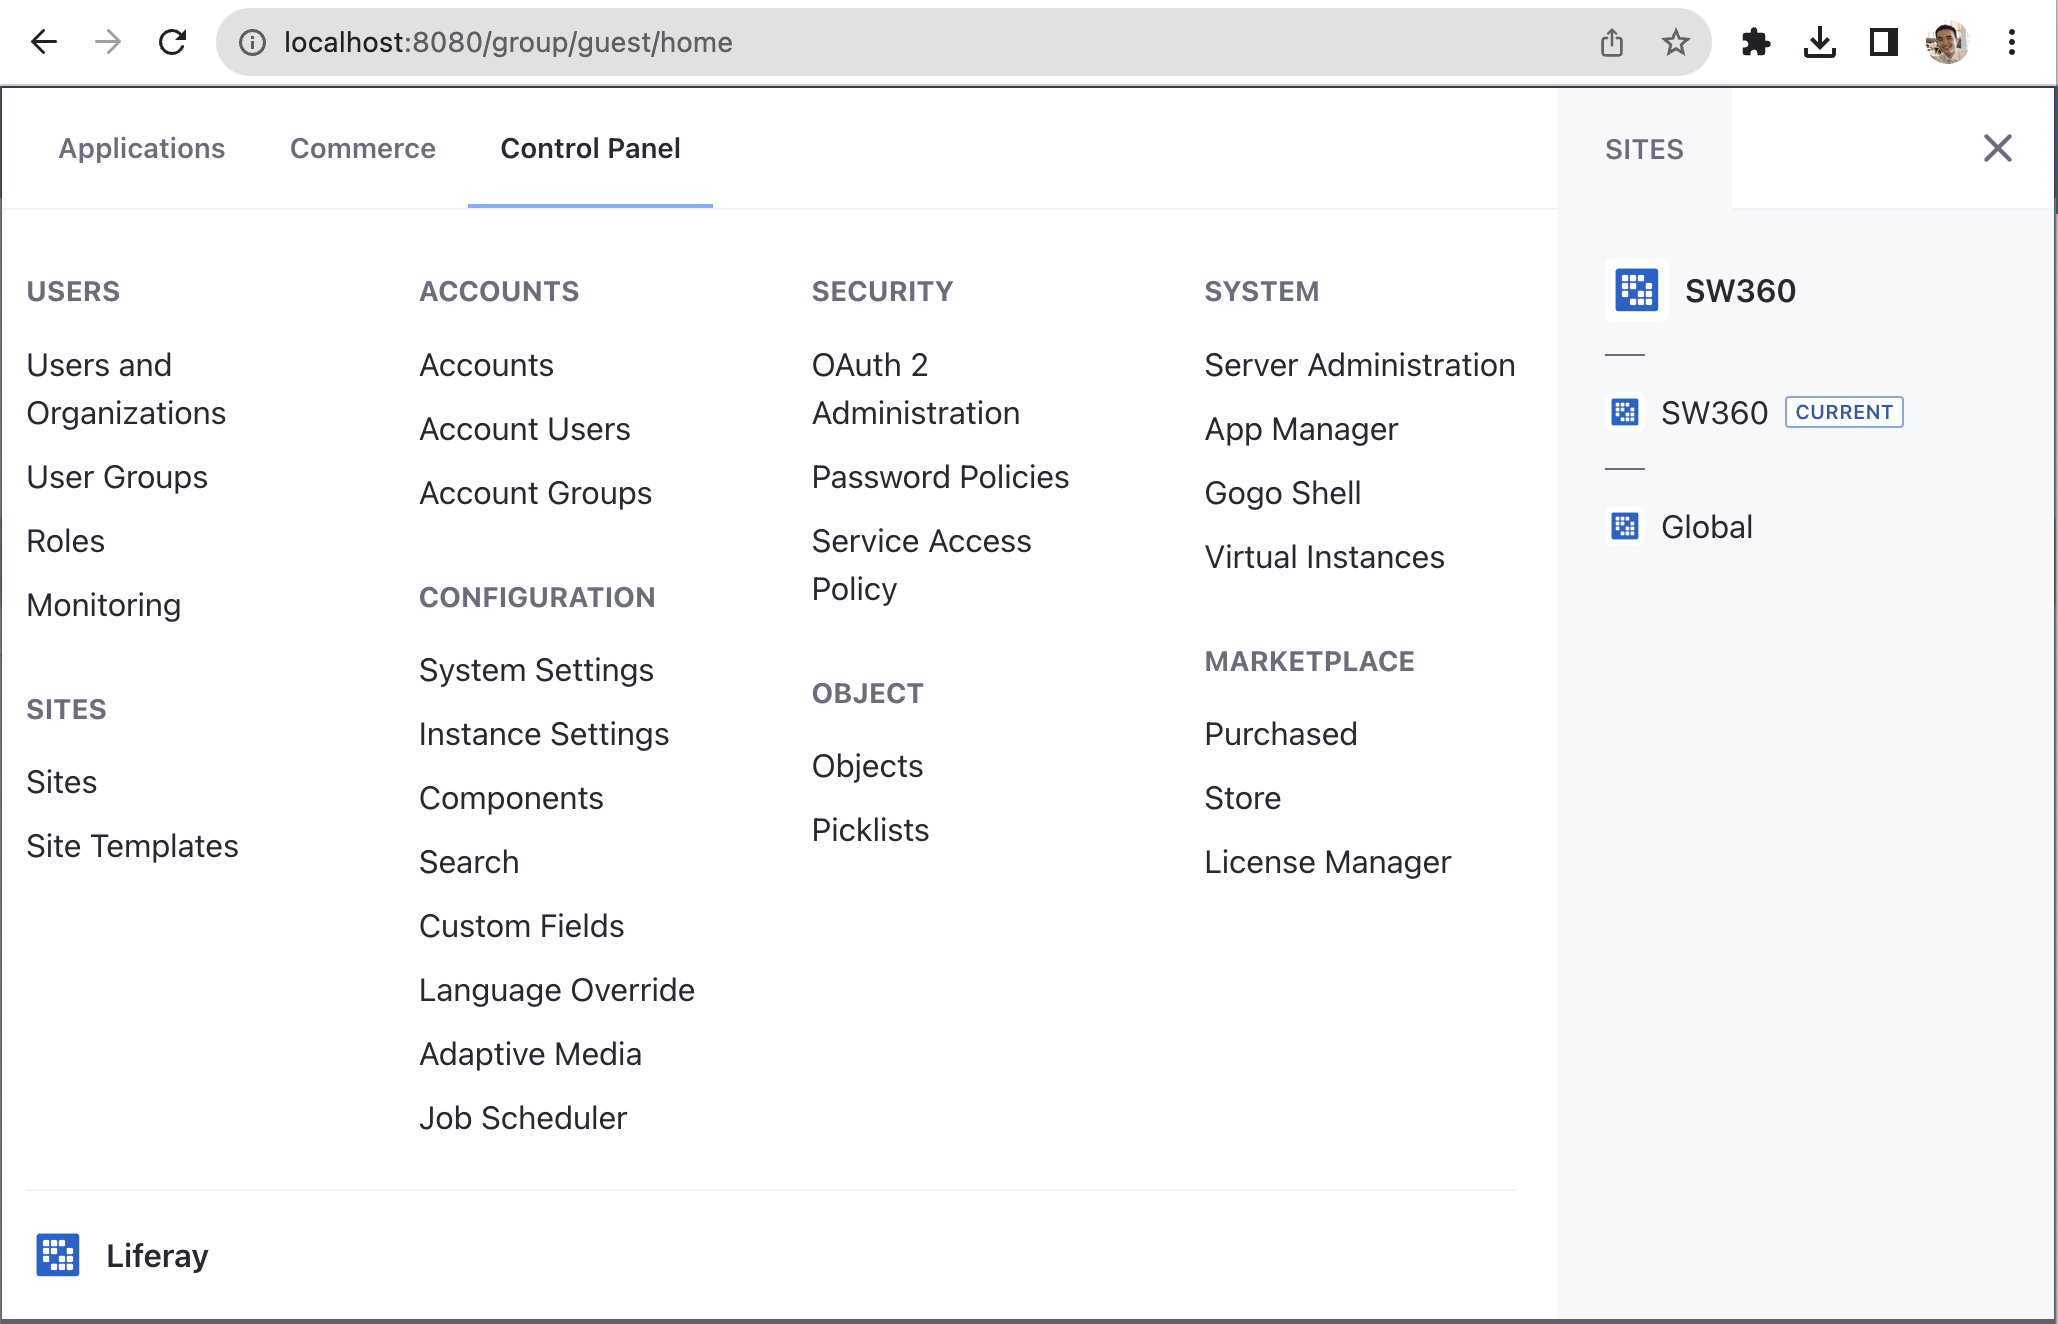 localhost:8080/group/guest/home
Applications
Commerce
Control Panel
SITES
USERS
Users and
Organizations
User Groups
Roles
Monitoring
SITES
Sites
Site Templates
ACCOUNTS
Accounts
Account Users
Account Groups
CONFIGURATION
System Settings
Instance Settings
Components
Search
Custom Fields
Language Override
Adaptive Media
Job Scheduler
SECURITY
OAuth 2
Administration
Password Policies
Service Access
Policy
OBJECT
Objects
Picklists
SYSTEM
Server Administration
App Manager
Gogo Shell
Virtual Instances
MARKETPLACE
Purchased
Store
License Manager
SW360
SW360 CURRENT
Global
Liferay